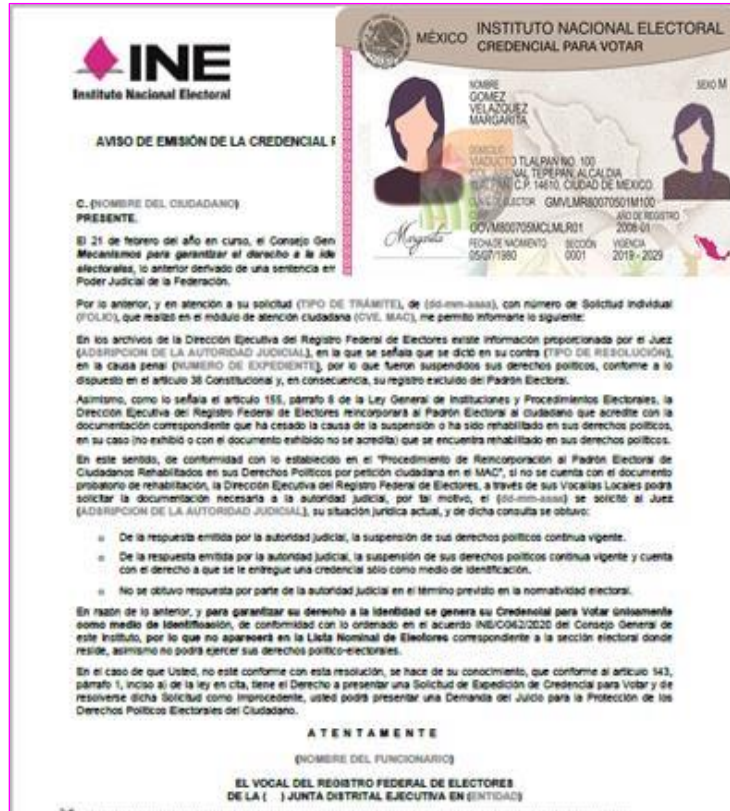 INE
Instituto Nacional Electoral
MÉXICO INSTITUTO NACIONAL ELECTORAL
CREDENCIAL PARA VOTAR
NOMBRE
GOMEZ
VELAZQUEZ
MARGARITA
SEXO M
DOMICILIO
VIADUCTO TLALPAN NO. 100
COL. ARENAL TEPEPAN, ALCALDIA
TLALPAN, C.P. 14610, CIUDAD DE MEXICO.
CLAVE DE ELECTOR GMVLMR80070501M100
CURP GOVM800705MCLMLR01 AÑO DE REGISTRO 2008-01
FECHA DE NACIMIENTO 05/07/1980 SECCIÓN 0001 VIGENCIA 2019 - 2029
Margarita
AVISO DE EMISIÓN DE LA CREDENCIAL
C. (NOMBRE DEL CIUDADANO)
PRESENTE.
El 21 de febrero del año en curso, el Consejo Gen
Mecanismos para garantizar el derecho a la ide
electorales, lo anterior derivado de una sentencia em
Poder Judicial de la Federación.
Por lo anterior, y en atención a su solicitud (TIPO DE TRÁMITE), de (dd-mm-aaaa), con número de Solicitud Individual
(FOLIO), que realizó en el módulo de atención ciudadana (CVE. MAC), me permito informarle lo siguiente:
En los archivos de la Dirección Ejecutiva del Registro Federal de Electores existe información proporcionada por el Juez
(ADSRIPCION DE LA AUTORIDAD JUDICIAL), en la que se señala que se dictó en su contra (TIPO DE RESOLUCIÓN),
en la causa penal (NUMERO DE EXPEDIENTE), por lo que fueron suspendidos sus derechos políticos, conforme a lo
dispuesto en el artículo 38 Constitucional y, en consecuencia, su registro excluido del Padrón Electoral.
Asimismo, como lo señala el artículo 155, párrafo 8 de la Ley General de Instituciones y Procedimientos Electorales, la
Dirección Ejecutiva del Registro Federal de Electores reincorporará al Padrón Electoral al ciudadano que acredite con la
documentación correspondiente que ha cesado la causa de la suspensión o ha sido rehabilitado en sus derechos políticos,
en su caso (no exhibió o con el documento exhibido no se acredita) que se encuentra rehabilitado en sus derechos políticos.
En este sentido, de conformidad con lo establecido en el "Procedimiento de Reincorporación al Padrón Electoral de
Ciudadanos Rehabilitados en sus Derechos Políticos por petición ciudadana en el MAC", si no se cuenta con el documento
probatorio de rehabilitación, la Dirección Ejecutiva del Registro Federal de Electores, a través de sus Vocalías Locales podrá
solicitar la documentación necesaria a la autoridad judicial, por tal motivo, el (dd-mm-aaaa) se solicitó al Juez
(ADSRIPCION DE LA AUTORIDAD JUDICIAL), su situación jurídica actual, y de dicha consulta se obtuvo:
o De la respuesta emitida por la autoridad judicial, la suspensión de sus derechos políticos continua vigente.
o De la respuesta emitida por la autoridad judicial, la suspensión de sus derechos políticos continua vigente y cuenta
con el derecho a que se le entregue una credencial sólo como medio de identificación.
o No se obtuvo respuesta por parte de la autoridad judicial en el término previsto en la normatividad electoral.
En razón de lo anterior, y para garantizar su derecho a la identidad se genera su Credencial para Votar únicamente
como medio de identificación, de conformidad con lo ordenado en el acuerdo INE/CG62/2020 del Consejo General de
este Instituto, por lo que no aparecerá en la Lista Nominal de Electores correspondiente a la sección electoral donde
reside, asimismo no podrá ejercer sus derechos político-electorales.
En el caso de que Usted, no esté conforme con esta resolución, se hace de su conocimiento, que conforme al artículo 143,
párrafo 1, inciso a) de la ley en cita, tiene el Derecho a presentar una Solicitud de Expedición de Credencial para Votar y de
resolverse dicha Solicitud como improcedente, usted podrá presentar una Demanda del Juicio para la Protección de los
Derechos Políticos Electorales del Ciudadano.
ATENTAMENTE
(NOMBRE DEL FUNCIONARIO)
EL VOCAL DEL REGISTRO FEDERAL DE ELECTORES
DE LA ( ) JUNTA DISTRITAL EJECUTIVA EN (ENTIDAD)